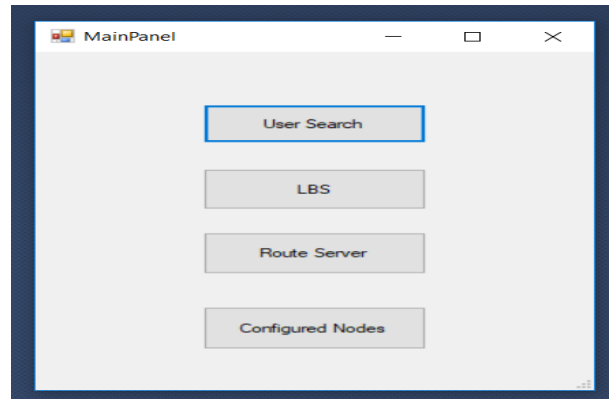 MainPanel
User Search
LBS
Route Server
Configured Nodes